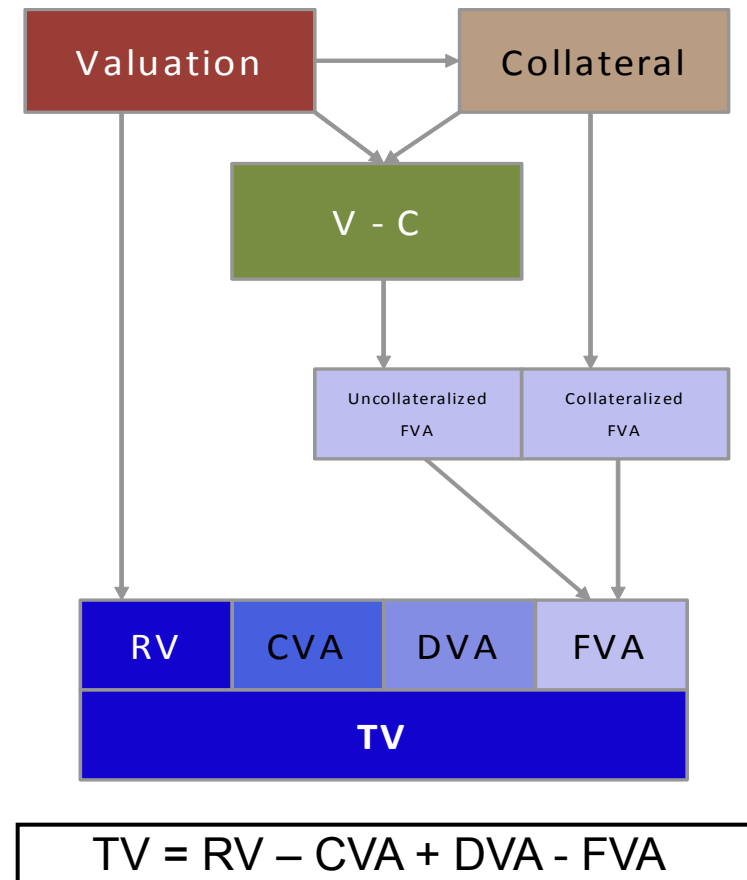 Valuation
Collateral
V - C
Uncollateralized
FVA
Collateralized
FVA
RV
CVA
DVA
FVA
TV
TV = RV – CVA + DVA - FVA